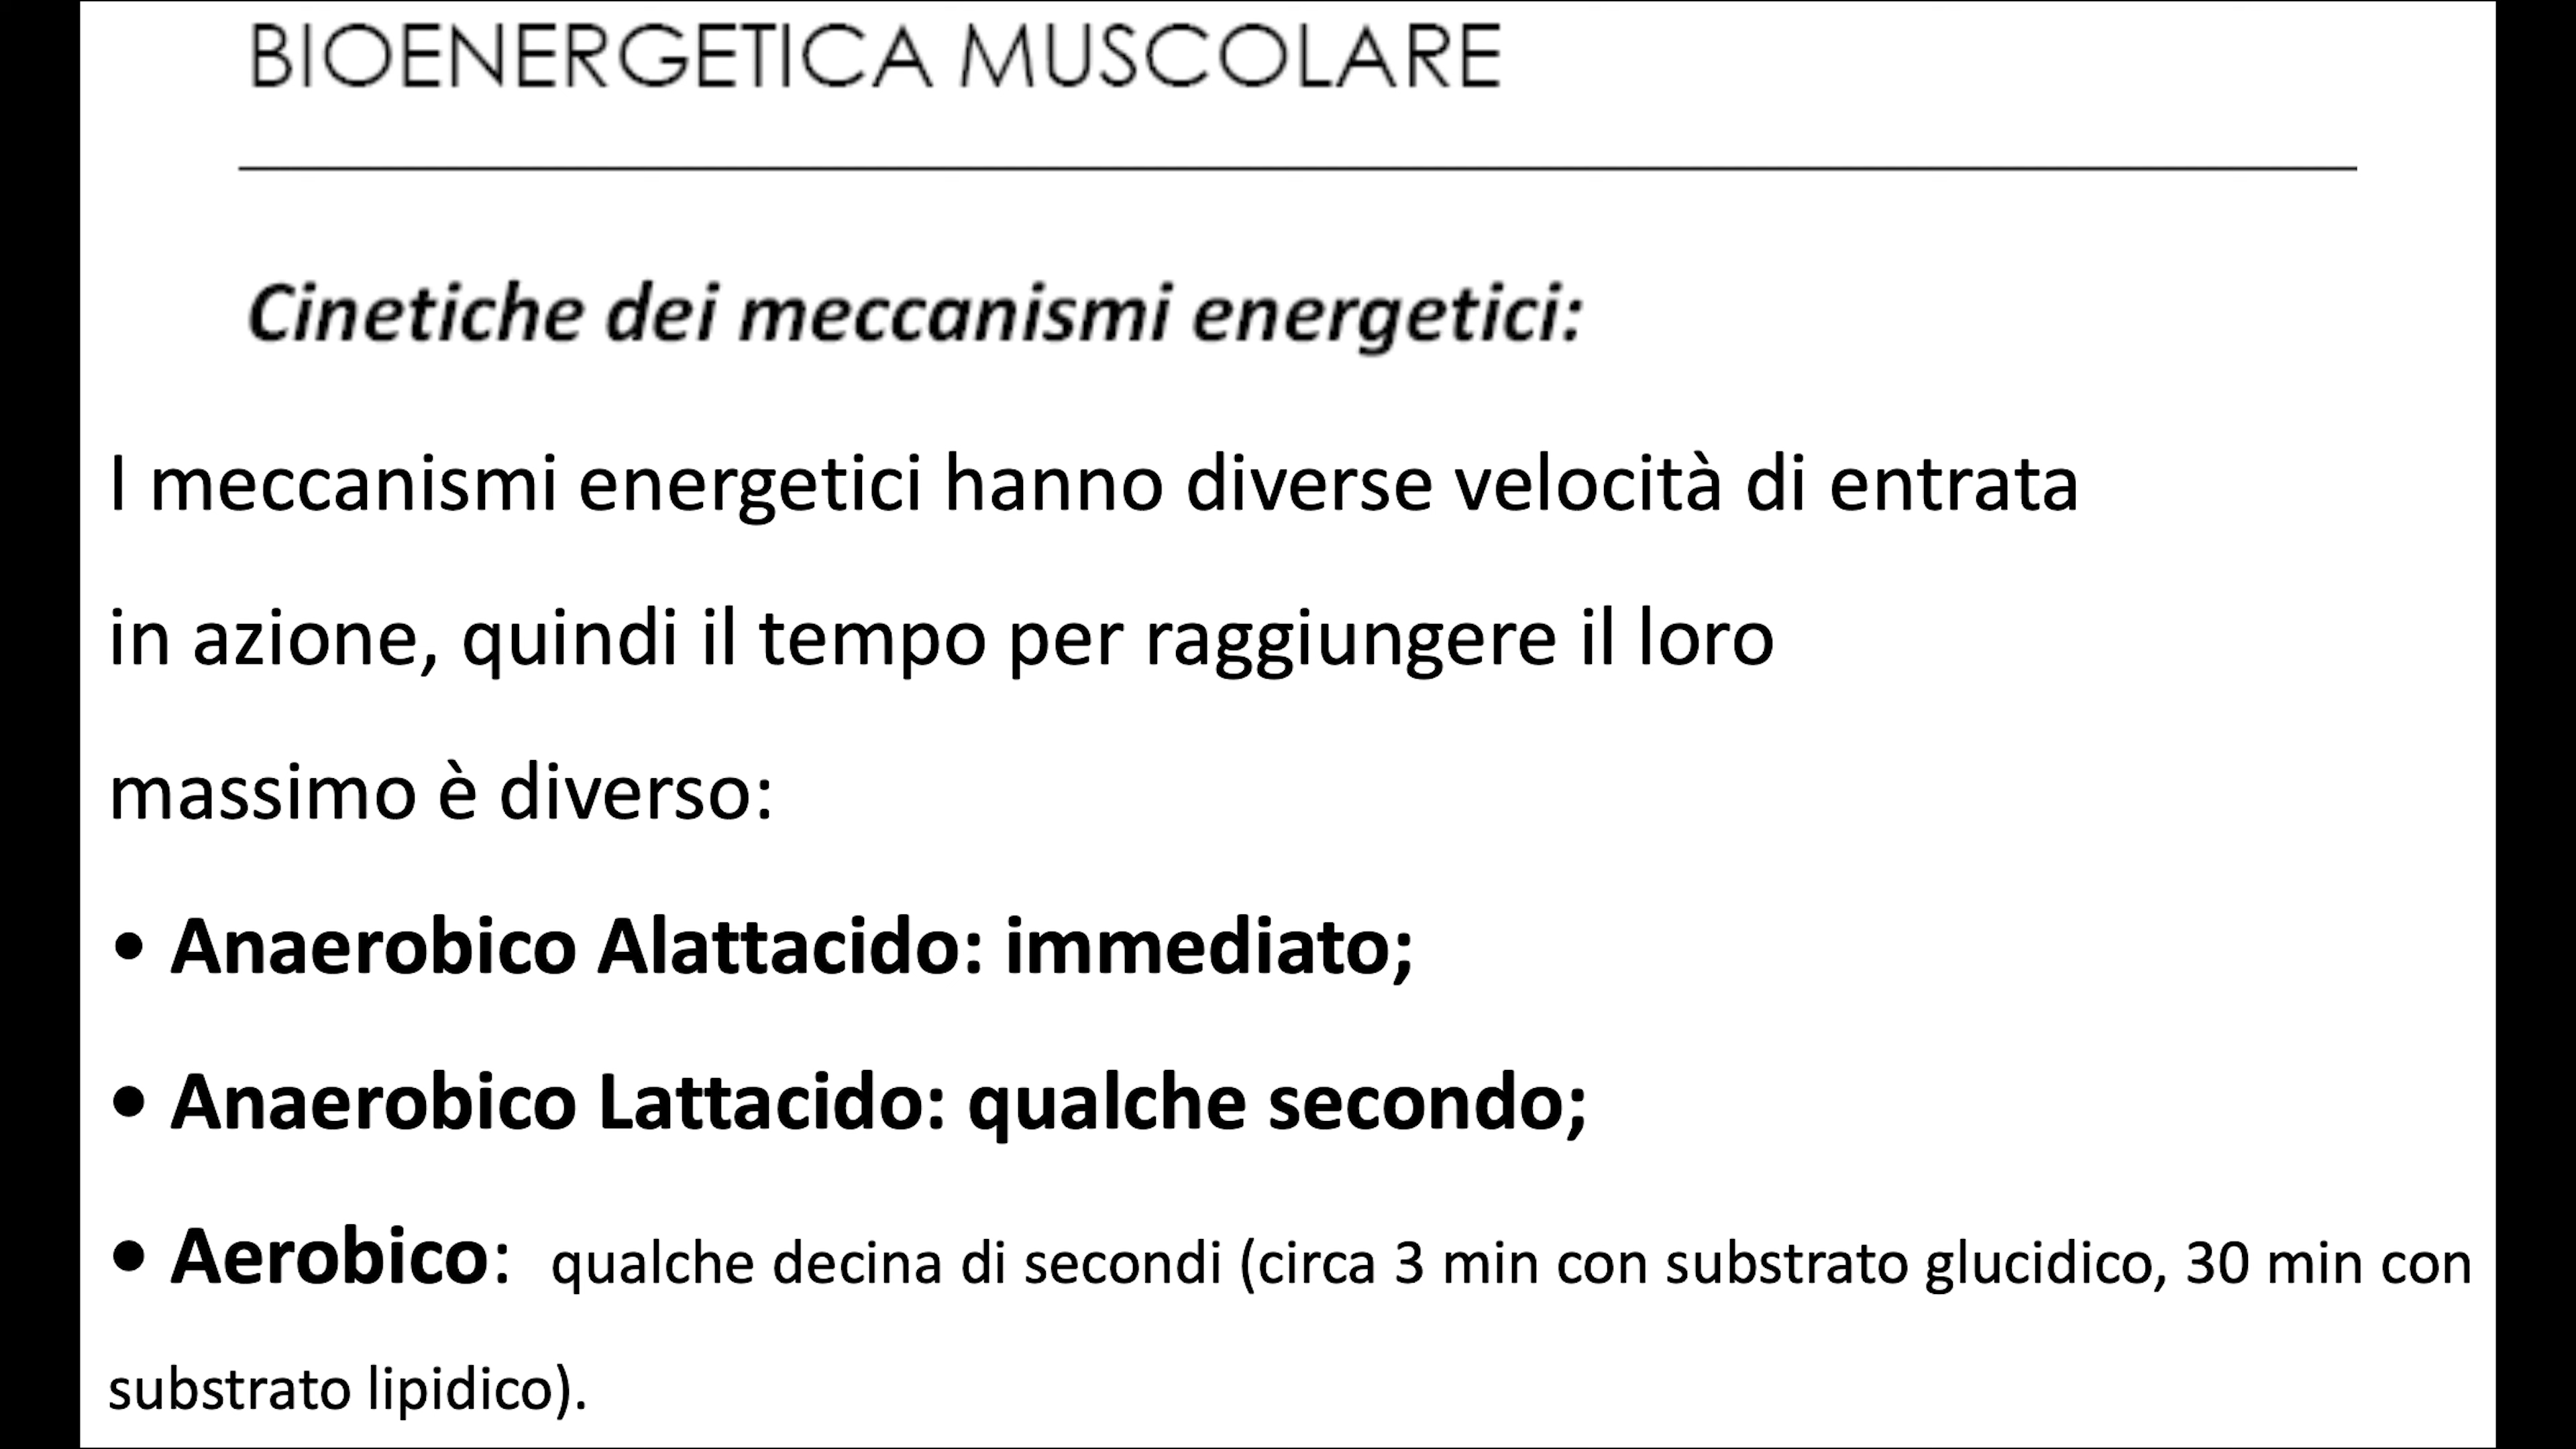 BIOENERGETICA MUSCOLARE
Cinetiche dei meccanismi energetici:
I meccanismi energetici hanno diverse velocità di entrata
in azione, quindi il tempo per raggiungere il loro
massimo è diverso:
• Anaerobico Alattacido: immediato;
• Anaerobico Lattacido: qualche secondo;
• Aerobico: qualche decina di secondi (circa 3 min con substrato glucidico, 30 min con
substrato lipidico).